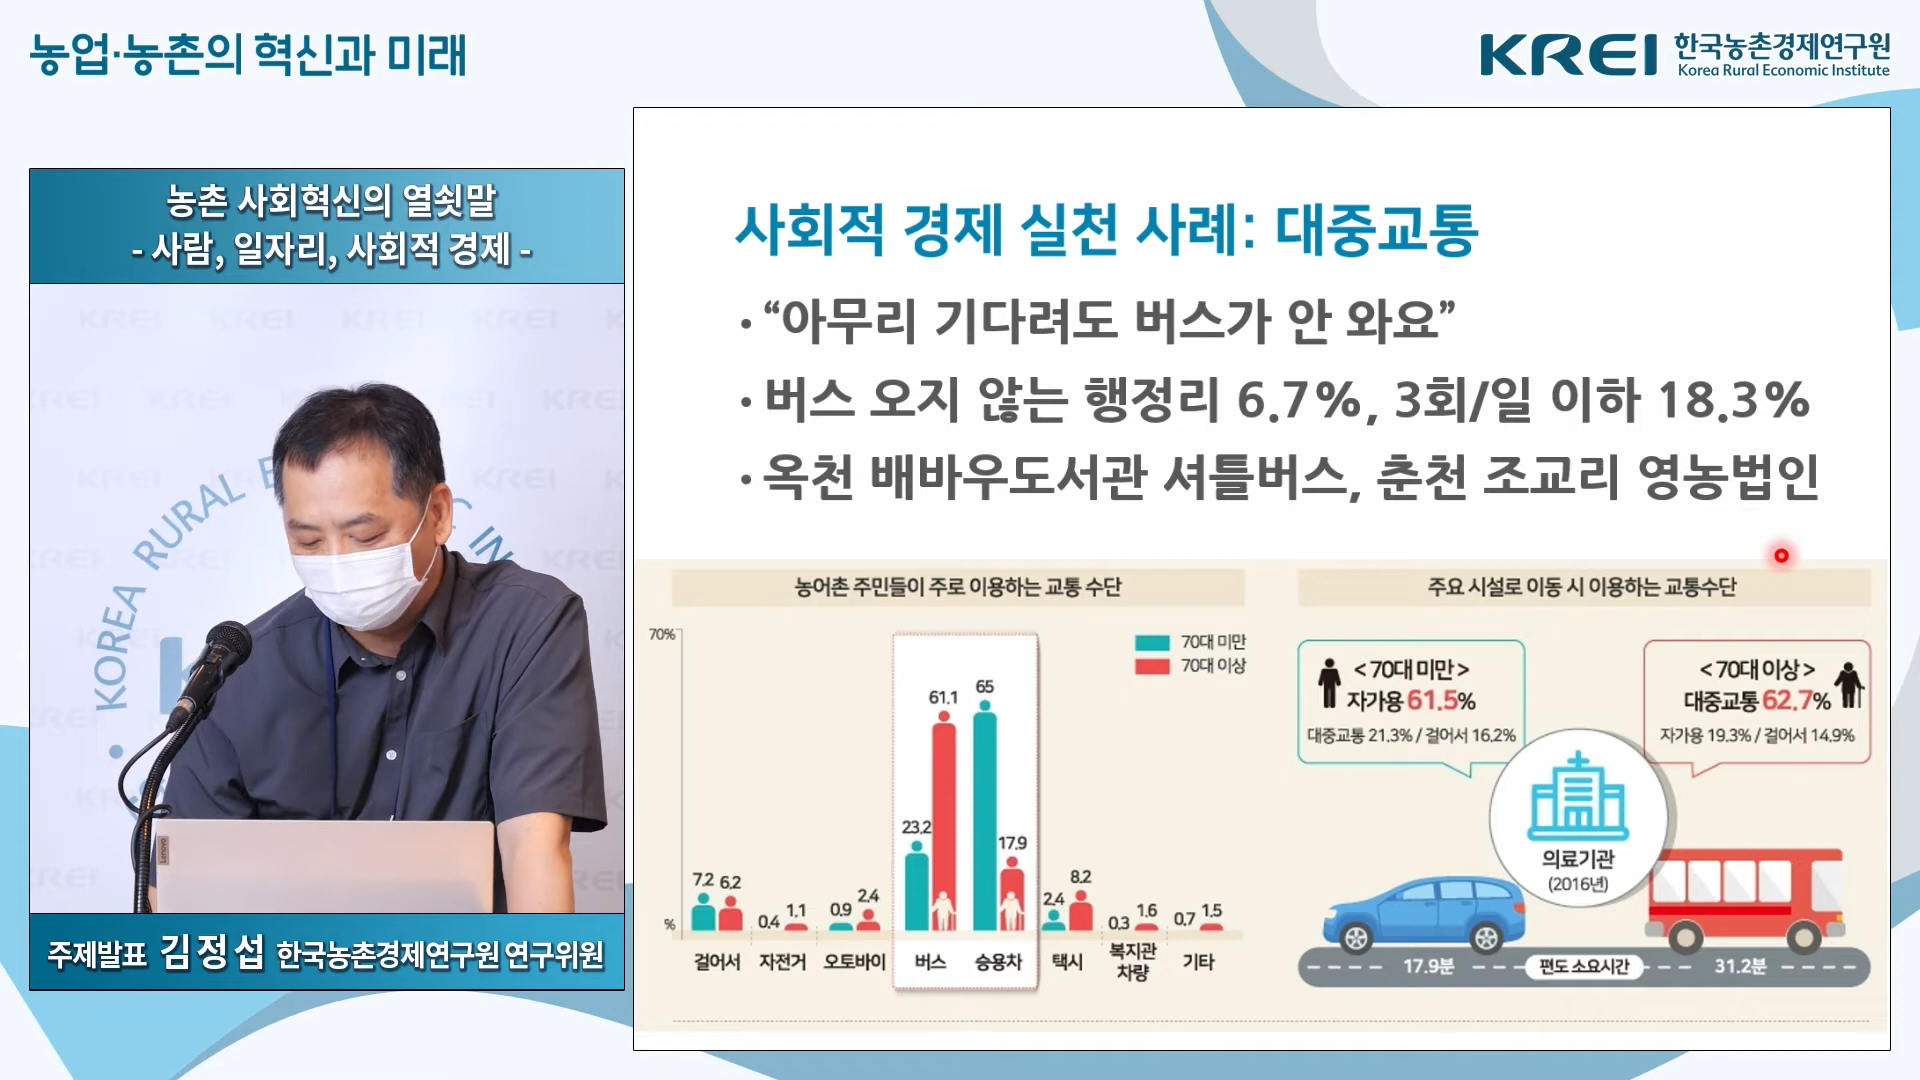 농업·농촌의 혁신과 미래
KREI 한국농촌경제연구원
Korea Rural Economic Institute
농촌 사회혁신의 열쇳말
- 사람, 일자리, 사회적 경제 -
KREI KREI KREI KREI
KOREA RURAL
IN
Lenovo
주제발표 김정섭 한국농촌경제연구원 연구위원
사회적 경제 실천 사례: 대중교통
• “아무리 기다려도 버스가 안 와요”
• 버스 오지 않는 행정리 6.7%, 3회/일 이하 18.3%
• 옥천 배바우도서관 셔틀버스, 춘천 조교리 영농법인
농어촌 주민들이 주로 이용하는 교통 수단
70%
70대 미만
70대 이상
61.1 65
23.2 17.9
7.2 6.2 0.4 1.1 0.9 2.4 2.4 8.2 0.3 1.6 0.7 1.5
%
걸어서 자전거 오토바이 버스 승용차 택시 복지관 차량 기타
주요 시설로 이동 시 이용하는 교통수단
<70대 미만>
자가용 61.5%
대중교통 21.3% / 걸어서 16.2%
<70대 이상>
대중교통 62.7%
자가용 19.3% / 걸어서 14.9%
의료기관
(2016년)
17.9분 편도 소요시간 31.2분